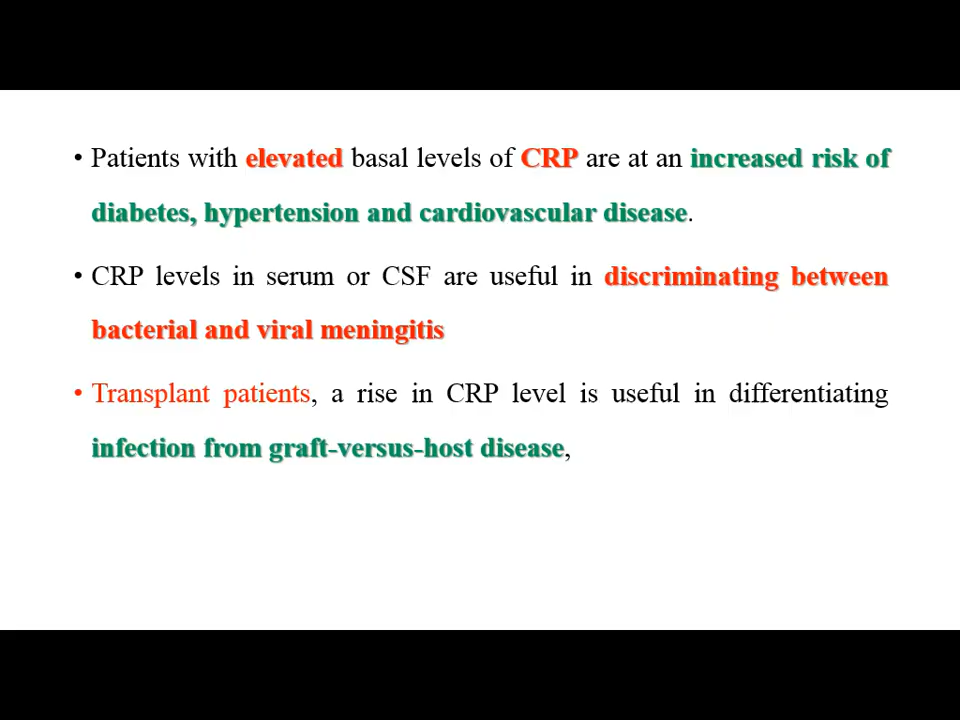 • Patients with elevated basal levels of CRP are at an increased risk of
diabetes, hypertension and cardiovascular disease.
• CRP levels in serum or CSF are useful in discriminating between
bacterial and viral meningitis
• Transplant patients, a rise in CRP level is useful in differentiating
infection from graft-versus-host disease,